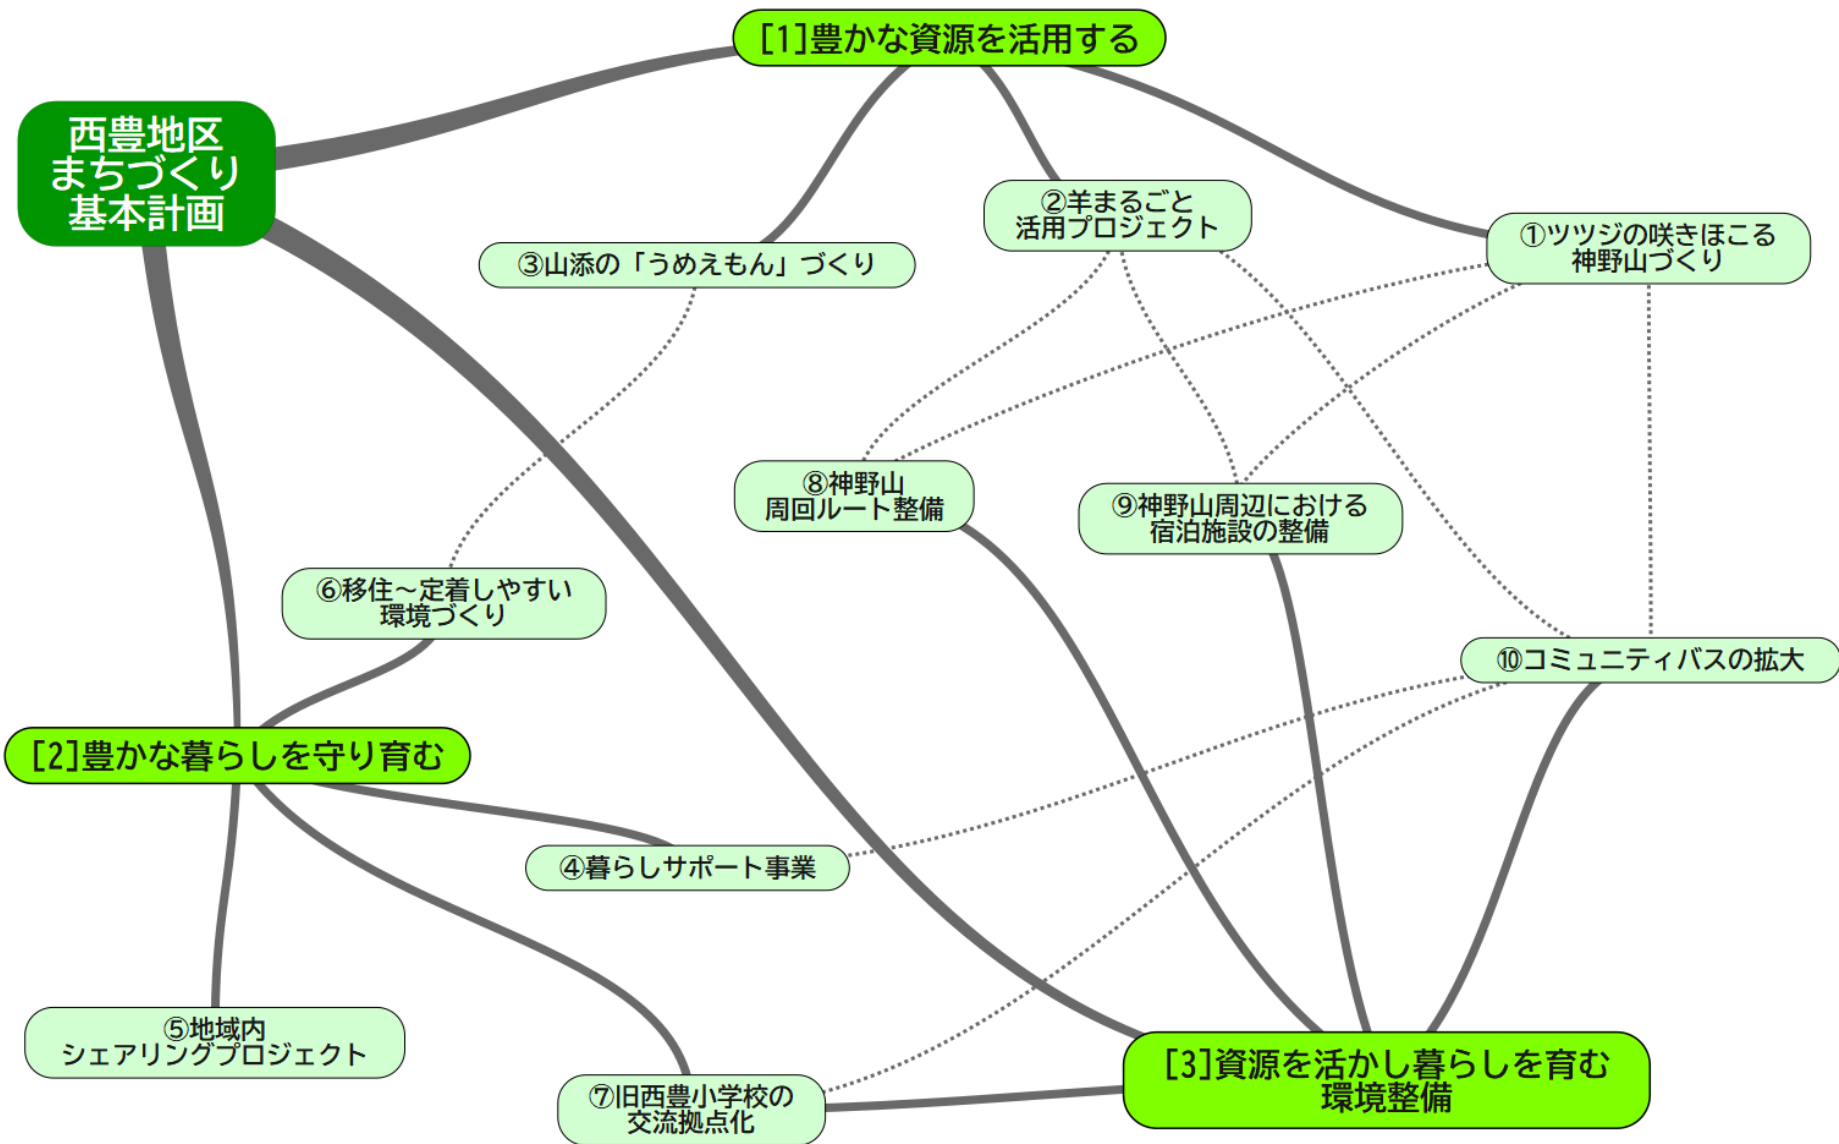 [1]豊かな資源を活用する
西豊地区
まちづくり
基本計画
②羊まるごと
活用プロジェクト
①ツツジの咲きほこる
神野山づくり
③山添の「うめえもん」づくり
⑧神野山
周回ルート整備
⑨神野山周辺における
宿泊施設の整備
⑥移住～定着しやすい
環境づくり
⑩コミュニティバスの拡大
[2]豊かな暮らしを守り育む
④暮らしサポート事業
⑤地域内
シェアリングプロジェクト
[3]資源を活かし暮らしを育む
環境整備
⑦旧西豊小学校の
交流拠点化